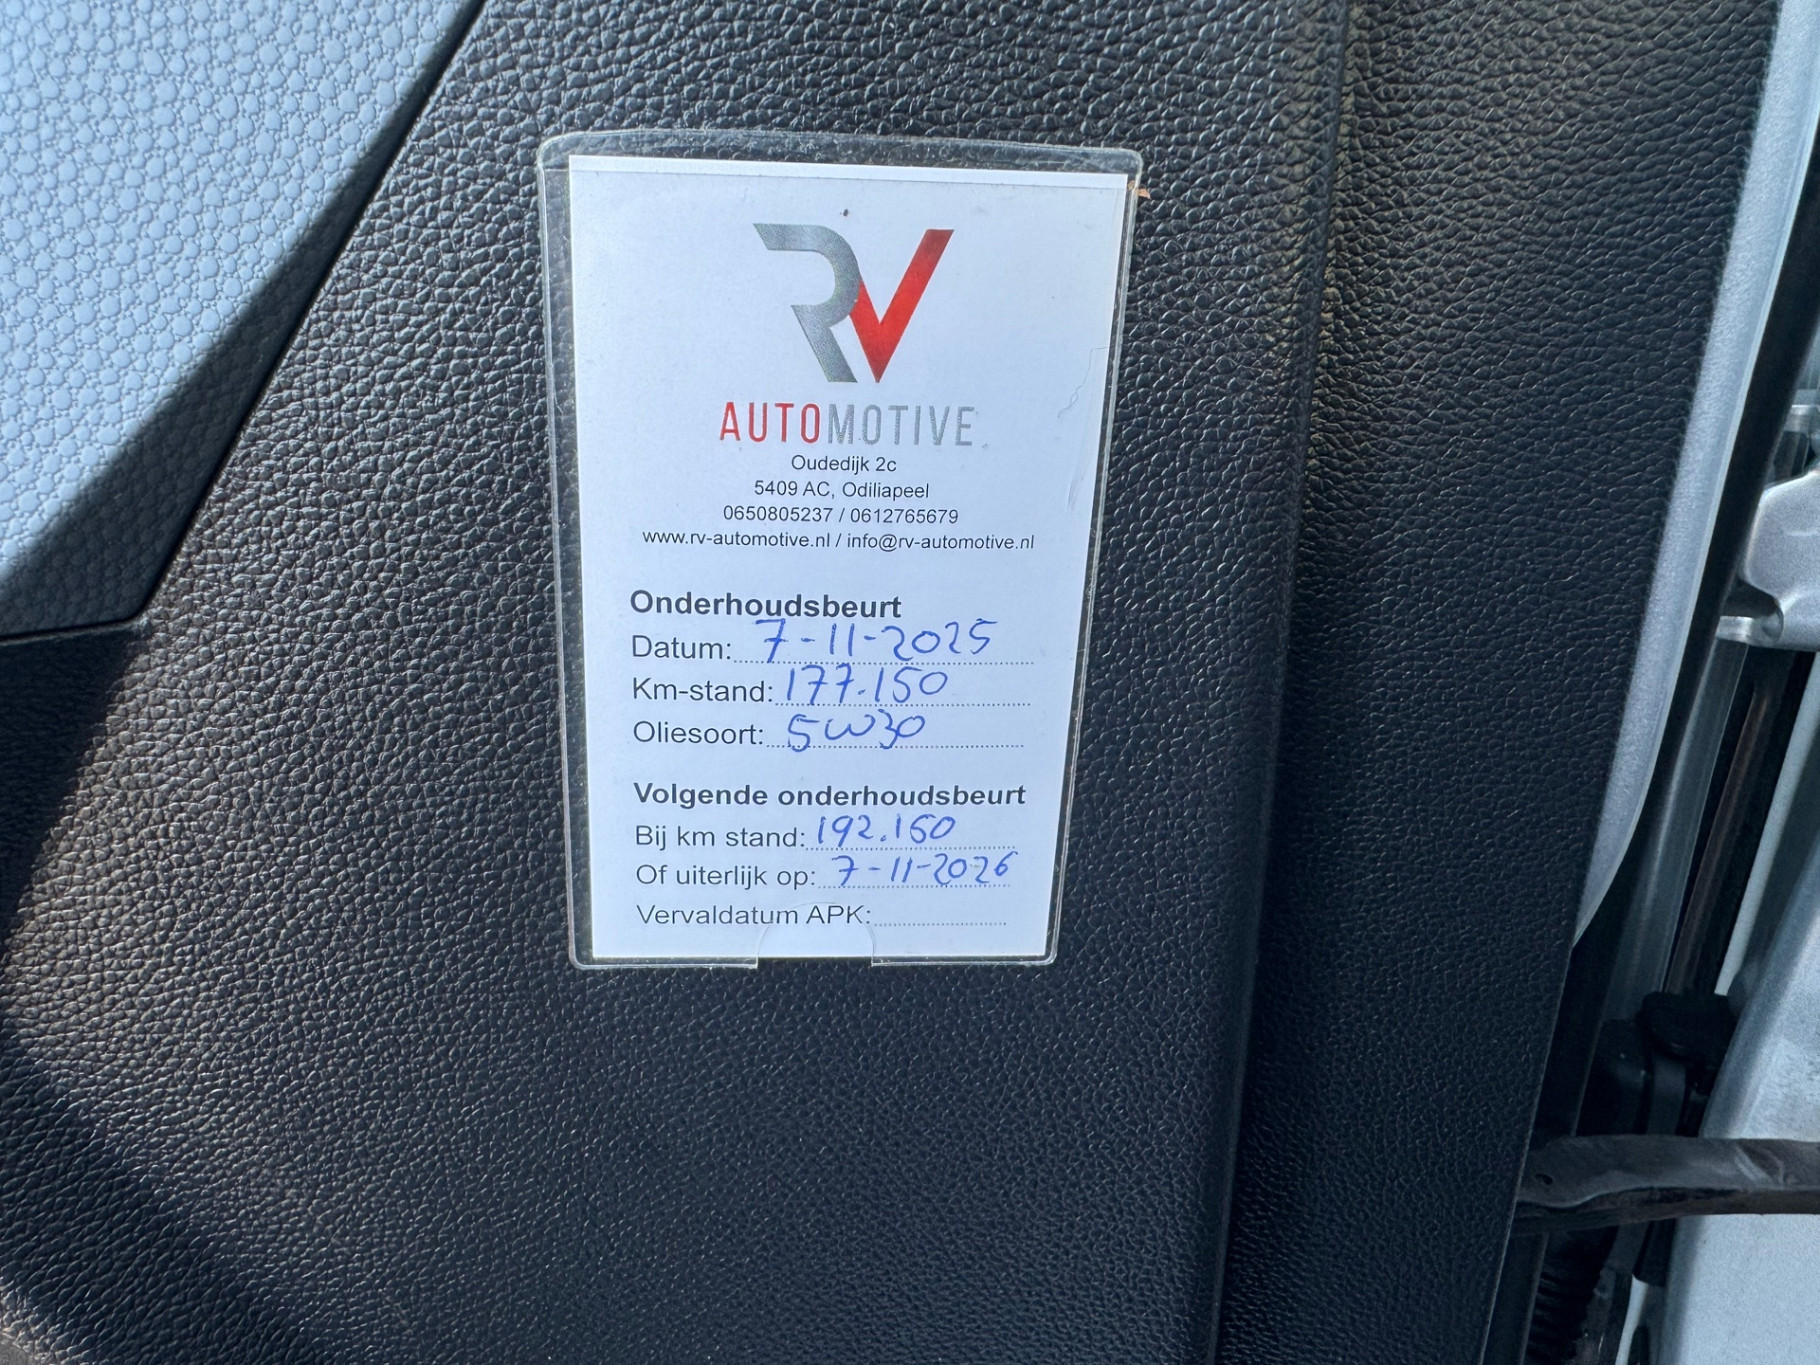 RV
AUTOMOTIVE
Oudedijk 2c
5409 AC, Odiliapeel
0650805237 / 0612765679
www.rv-automotive.nl / info@rv-automotive.nl
Onderhoudsbeurt
Datum: 7-11-2025
Km-stand: 177.150
Oliesoort: 5W30
Volgende onderhoudsbeurt
Bij km stand: 192.150
Of uiterlijk op: 7-11-2026
Vervaldatum APK: